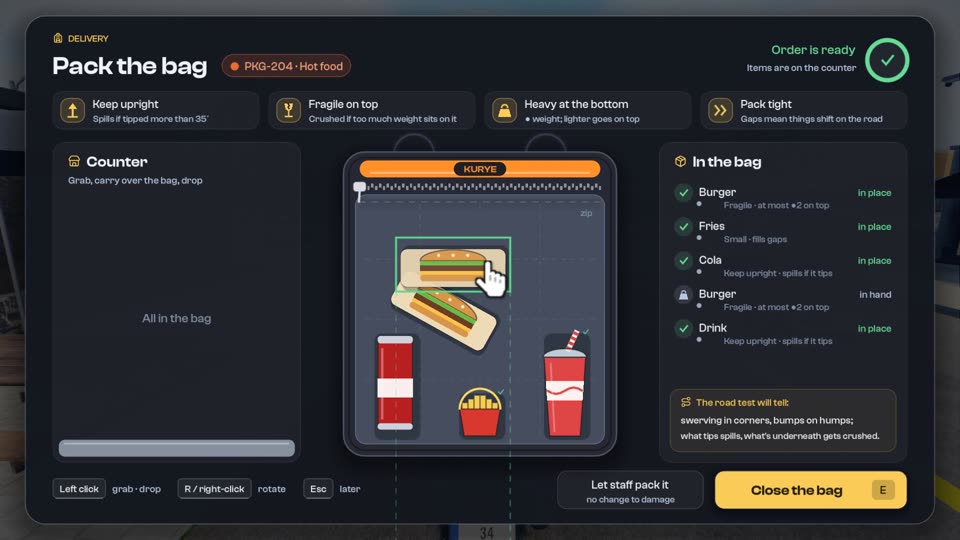 DELIVERY
Pack the bag
PKG-204 · Hot food
Order is ready
Items are on the counter
Keep upright
Spills if tipped more than 35°
Fragile on top
Crushed if too much weight sits on it
Heavy at the bottom
● weight; lighter goes on top
Pack tight
Gaps mean things shift on the road
Counter
Grab, carry over the bag, drop
All in the bag
KURYE
zip
In the bag
Burger in place
Fragile · at most ●2 on top
Fries in place
Small · fills gaps
Cola in place
Keep upright · spills if it tips
Burger in hand
Fragile · at most ●2 on top
Drink in place
Keep upright · spills if it tips
The road test will tell:
swerving in corners, bumps on humps;
what tips spills, what's underneath gets crushed.
Left click grab · drop R / right-click rotate Esc later
Let staff pack it
no change to damage
Close the bag E
34